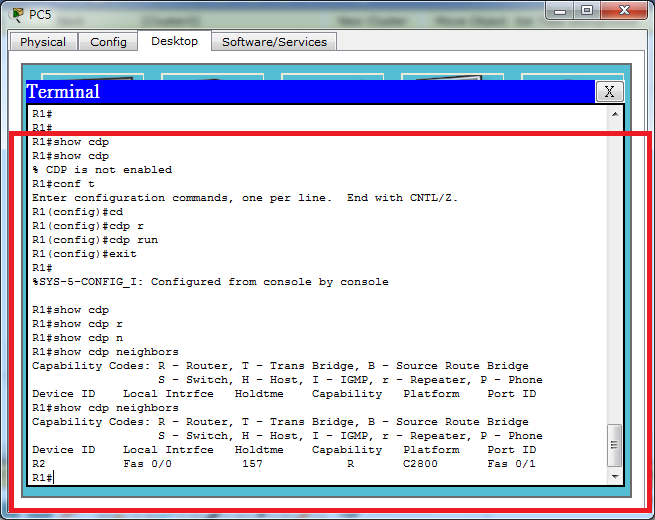 PC5
Physical Config Desktop Software/Services
Terminal X
R1#
R1#
R1#show cdp
R1#show cdp
% CDP is not enabled
R1#conf t
Enter configuration commands, one per line.  End with CNTL/Z.
R1(config)#cd
R1(config)#cdp r
R1(config)#cdp run
R1(config)#exit
R1#
%SYS-5-CONFIG_I: Configured from console by console
R1#show cdp
R1#show cdp r
R1#show cdp n
R1#show cdp neighbors
Capability Codes: R - Router, T - Trans Bridge, B - Source Route Bridge
                  S - Switch, H - Host, I - IGMP, r - Repeater, P - Phone
Device ID    Local Intrfce   Holdtme    Capability   Platform    Port ID
R1#show cdp neighbors
Capability Codes: R - Router, T - Trans Bridge, B - Source Route Bridge
                  S - Switch, H - Host, I - IGMP, r - Repeater, P - Phone
Device ID    Local Intrfce   Holdtme    Capability   Platform    Port ID
R2           Fas 0/0          157            R       C2800       Fas 0/1
R1#